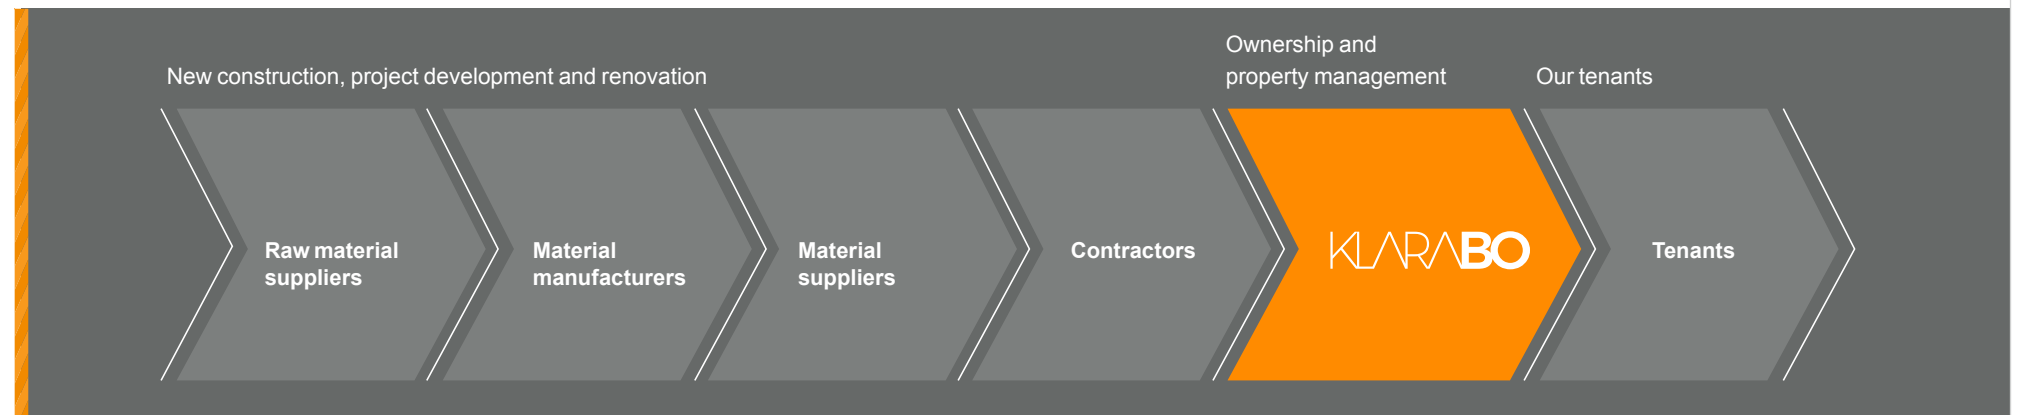 New construction, project development and renovation
Ownership and
property management
Our tenants
Raw material
suppliers
Material
manufacturers
Material
suppliers
Contractors
KLARABO
Tenants